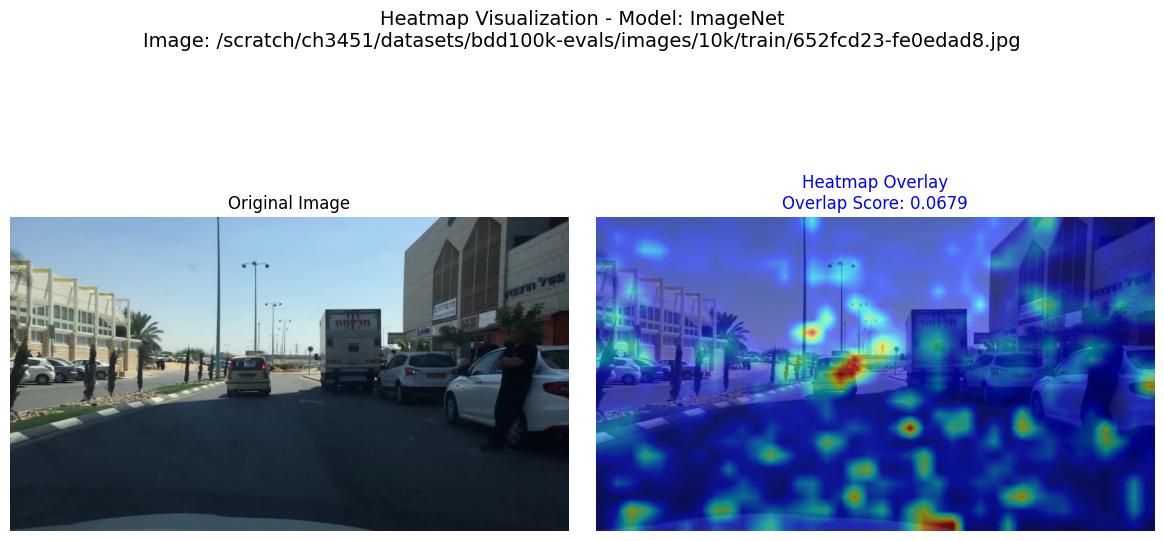 Heatmap Visualization - Model: ImageNet
Image: /scratch/ch3451/datasets/bdd100k-evals/images/10k/train/652fcd23-fe0edad8.jpg
Original Image
Heatmap Overlay
Overlap Score: 0.0679